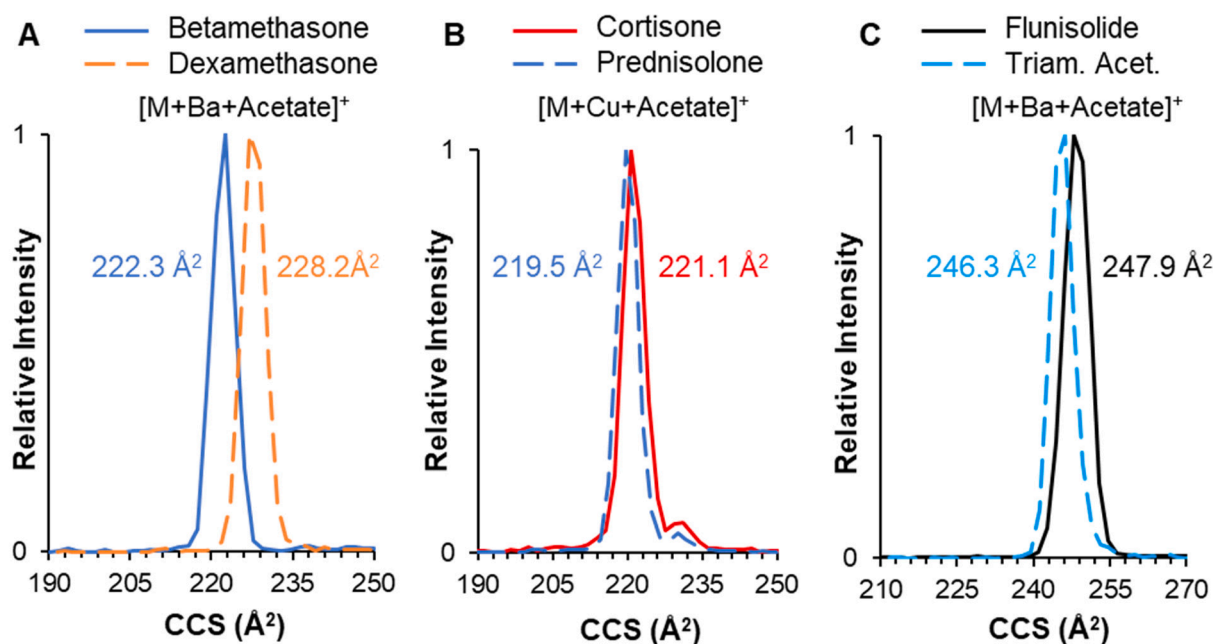 A
Betamethasone
Dexamethasone
[M+Ba+Acetate]⁺
1
222.3 Å²
228.2Å²
Relative Intensity
0
190 205 220 235 250
CCS (Å²)
B
Cortisone
Prednisolone
[M+Cu+Acetate]⁺
1
219.5 Å²
221.1 Å²
Relative Intensity
0
190 205 220 235 250
CCS (Å²)
C
Flunisolide
Triam. Acet.
[M+Ba+Acetate]⁺
1
246.3 Å²
247.9 Å²
Relative Intensity
0
210 225 240 255 270
CCS (Å²)